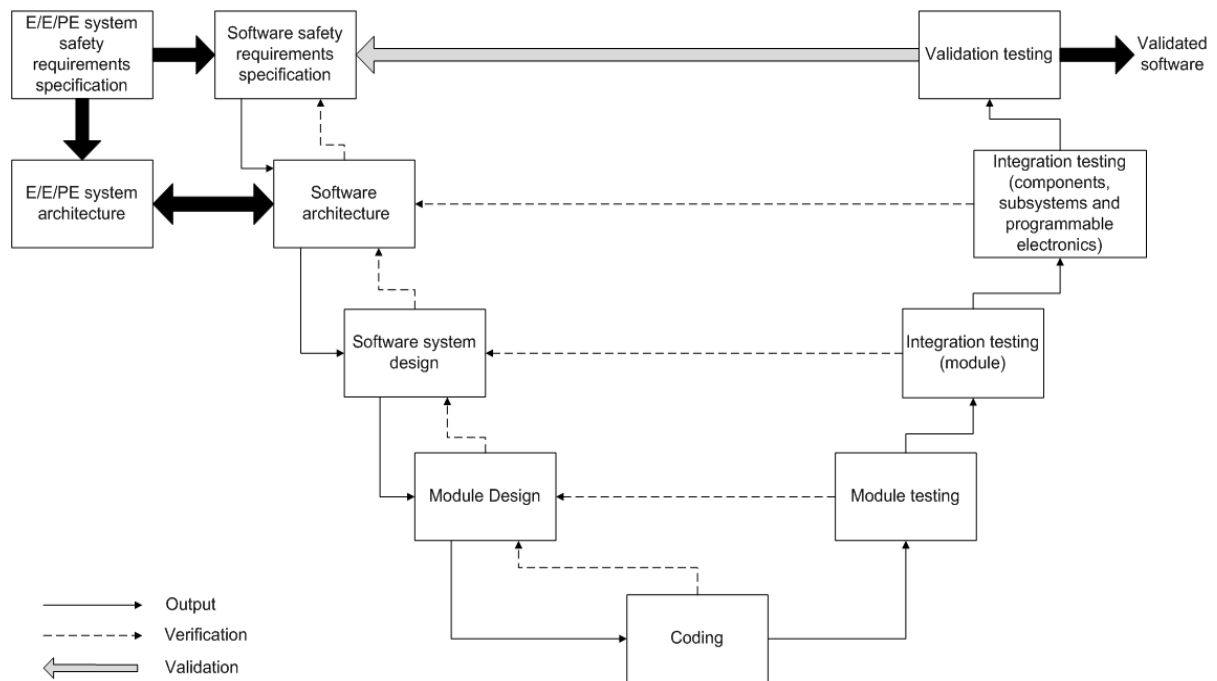 E/E/PE system
safety
requirements
specification
Software safety
requirements
specification
Validation testing
Validated
software
E/E/PE system
architecture
Software
architecture
Integration testing
(components,
subsystems and
programmable
electronics)
Software system
design
Integration testing
(module)
Module Design
Module testing
Coding
Output
Verification
Validation